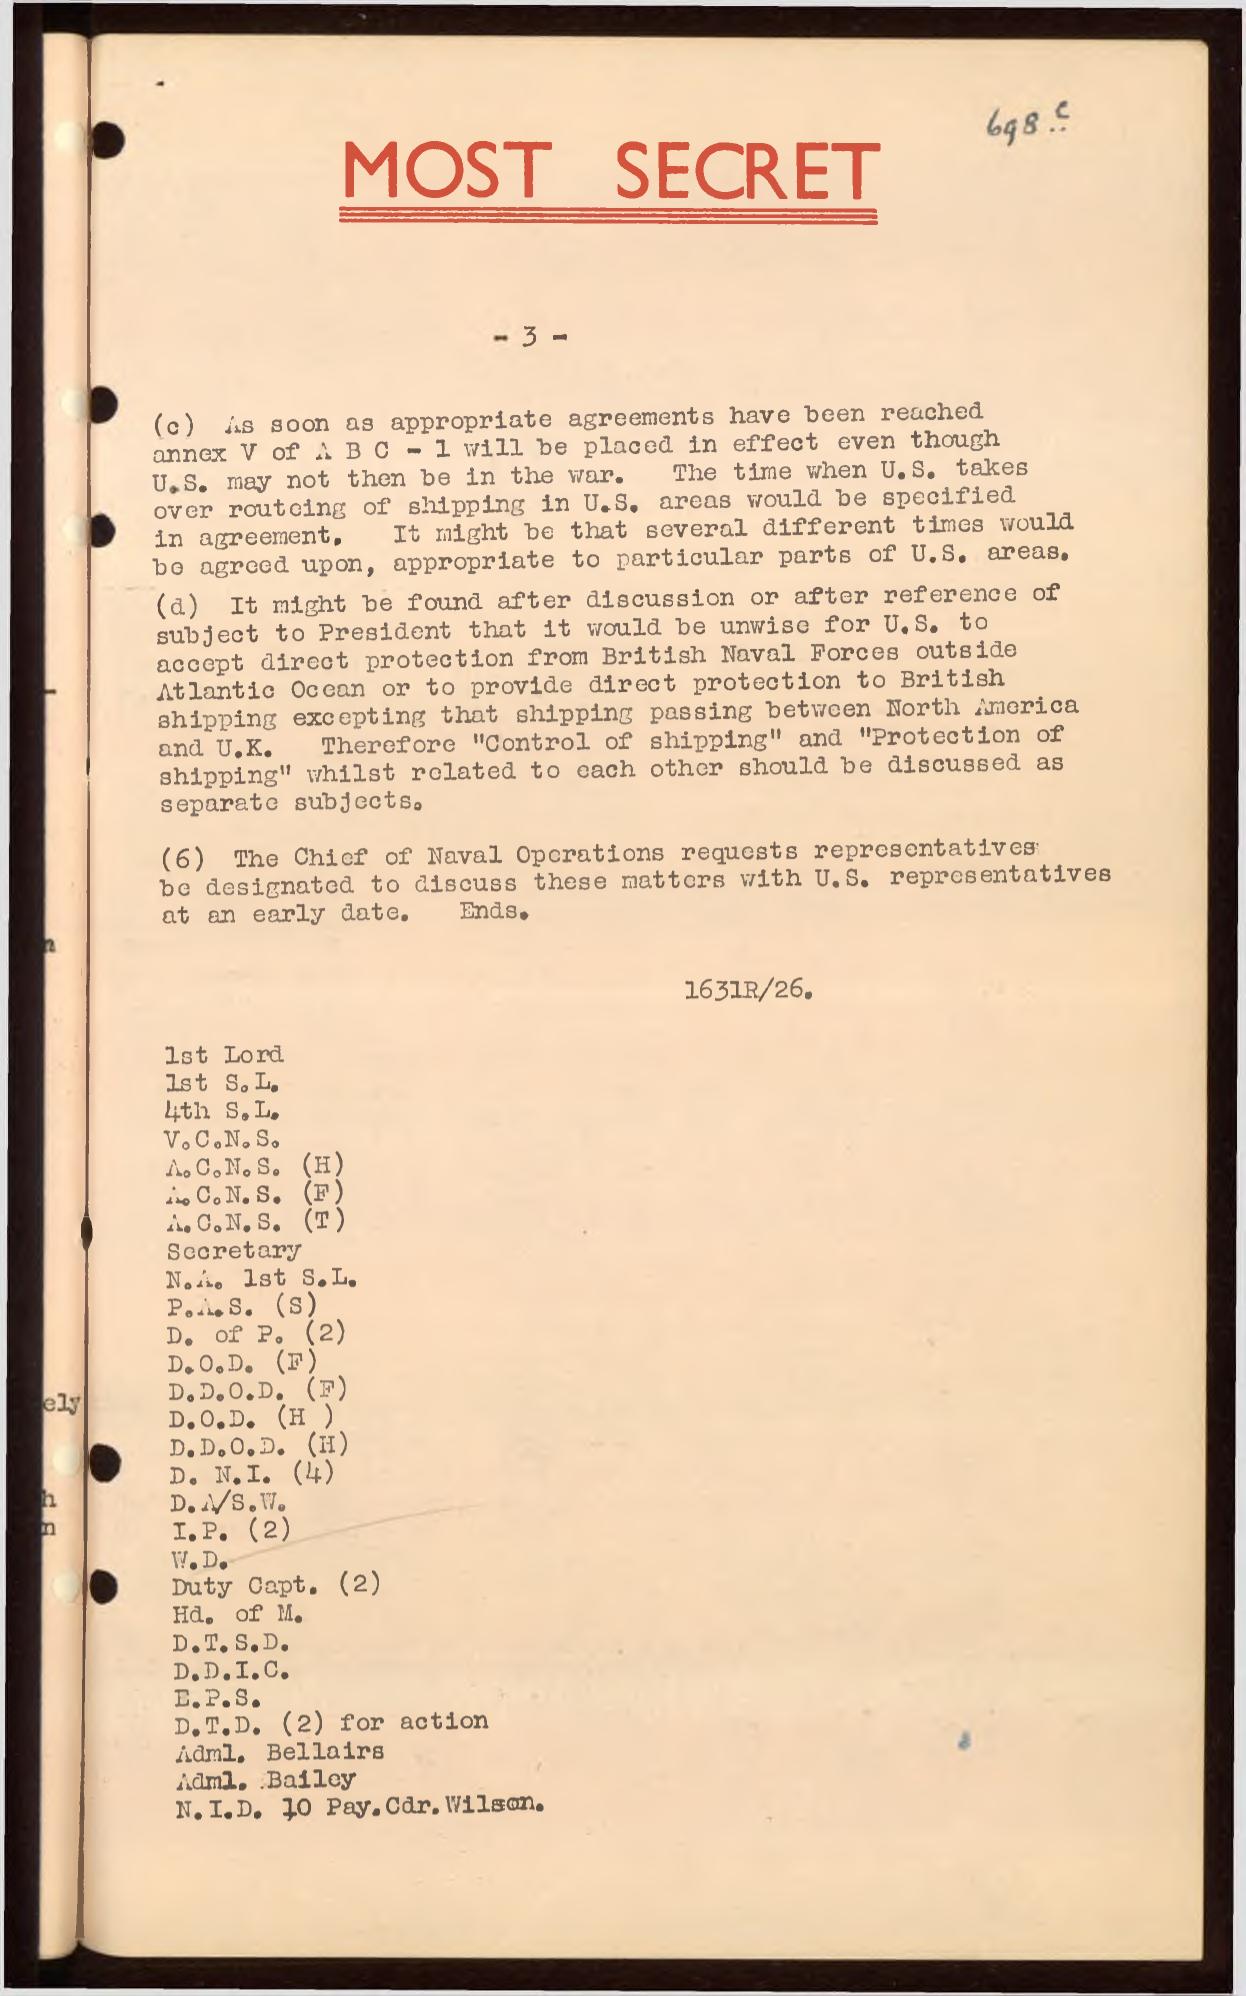 698 c
MOST SECRET
- 3 -
(c) As soon as appropriate agreements have been reached
annex V of A B C - 1 will be placed in effect even though
U.S. may not then be in the war. The time when U.S. takes
over routeing of shipping in U.S. areas would be specified
in agreement. It might be that several different times would
be agreed upon, appropriate to particular parts of U.S. areas.
(d) It might be found after discussion or after reference of
subject to President that it would be unwise for U.S. to
accept direct protection from British Naval Forces outside
Atlantic Ocean or to provide direct protection to British
shipping excepting that shipping passing between North America
and U.K. Therefore "Control of shipping" and "Protection of
shipping" whilst related to each other should be discussed as
separate subjects.
(6) The Chief of Naval Operations requests representatives
be designated to discuss these matters with U.S. representatives
at an early date. Ends.
n
1631R/26.
1st Lord
1st S.L.
4th S.L.
V.C.N.S.
A.C.N.S. (H)
A.C.N.S. (F)
A.C.N.S. (T)
Secretary
N.A. 1st S.L.
P.A.S. (S)
D. of P. (2)
D.O.D. (F)
D.D.O.D. (F)
ely
D.O.D. (H )
D.D.O.D. (H)
D. N.I. (4)
h
D.A/S.W.
n
I.P. (2)
W.D.
Duty Capt. (2)
Hd. of M.
D.T.S.D.
D.D.I.C.
E.P.S.
D.T.D. (2) for action
Adml. Bellairs
Adml. Bailey
N.I.D. 10 Pay.Cdr.Wilson.